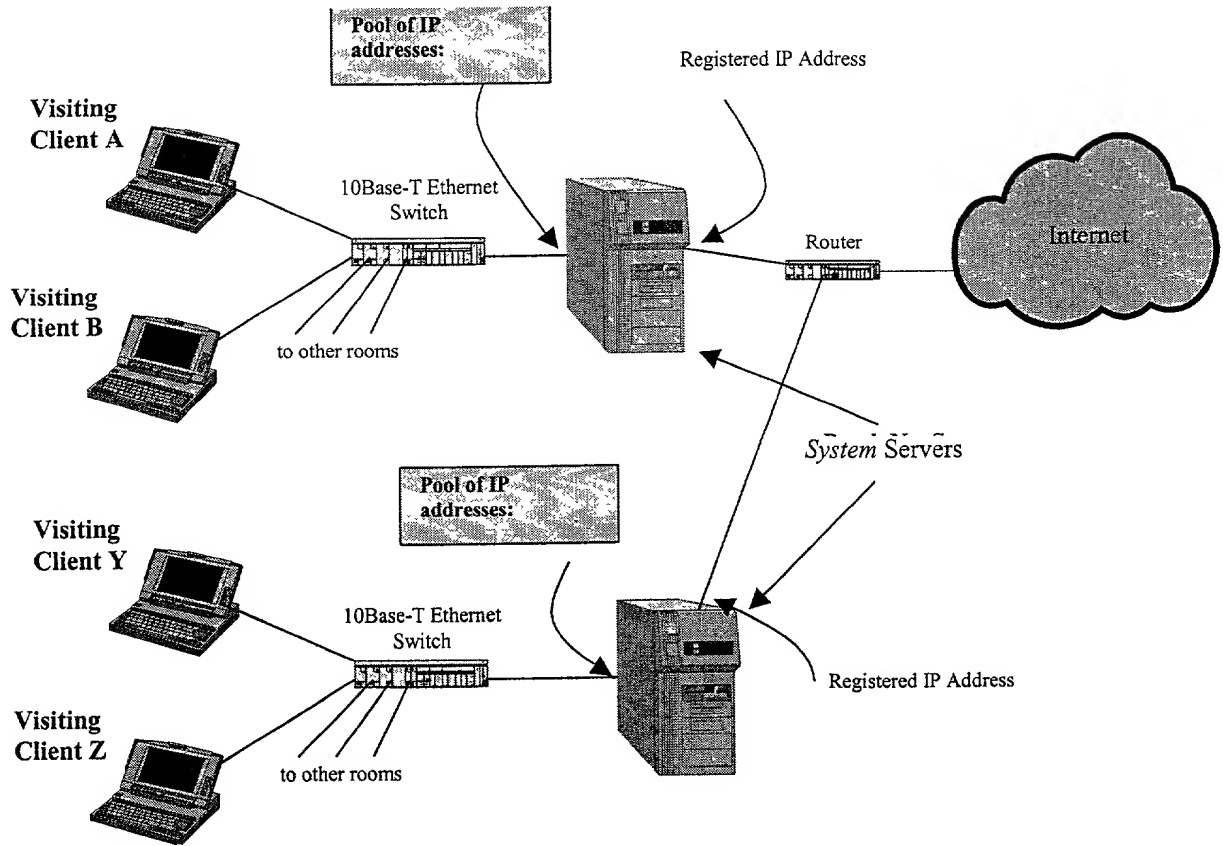 Pool of IP
addresses:
Registered IP Address
Visiting
Client A
10Base-T Ethernet
Switch
Router
Internet
Visiting
Client B
to other rooms
System Servers
Pool of IP
addresses:
Visiting
Client Y
10Base-T Ethernet
Switch
Registered IP Address
Visiting
Client Z
to other rooms